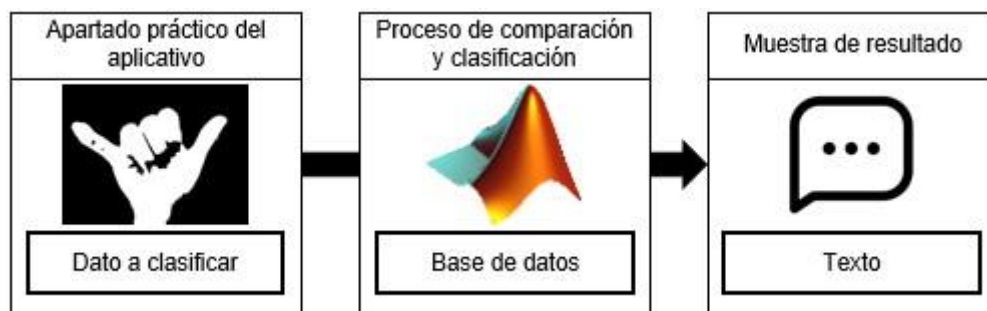 Apartado práctico del
aplicativo
Dato a clasificar
Proceso de comparación
y clasificación
Base de datos
Muestra de resultado
Texto